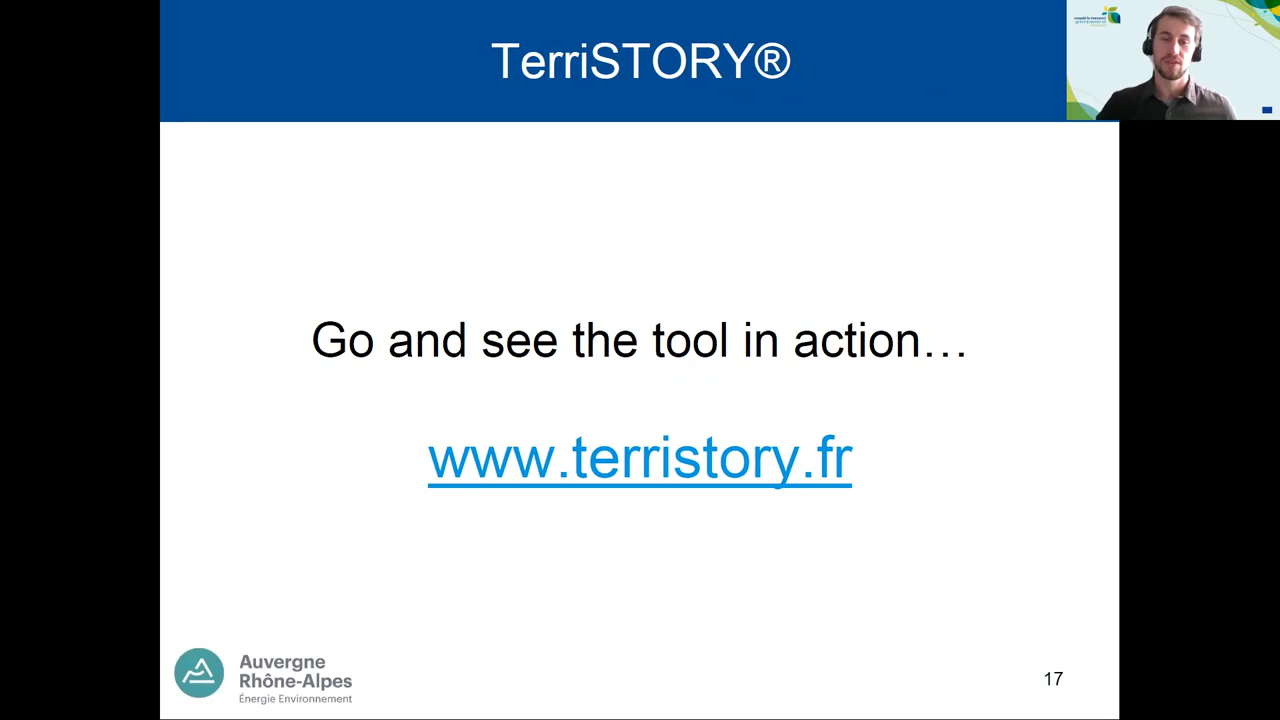 TerriSTORY®
Go and see the tool in action…
www.terristory.fr
Auvergne
Rhône-Alpes
Énergie Environnement
17